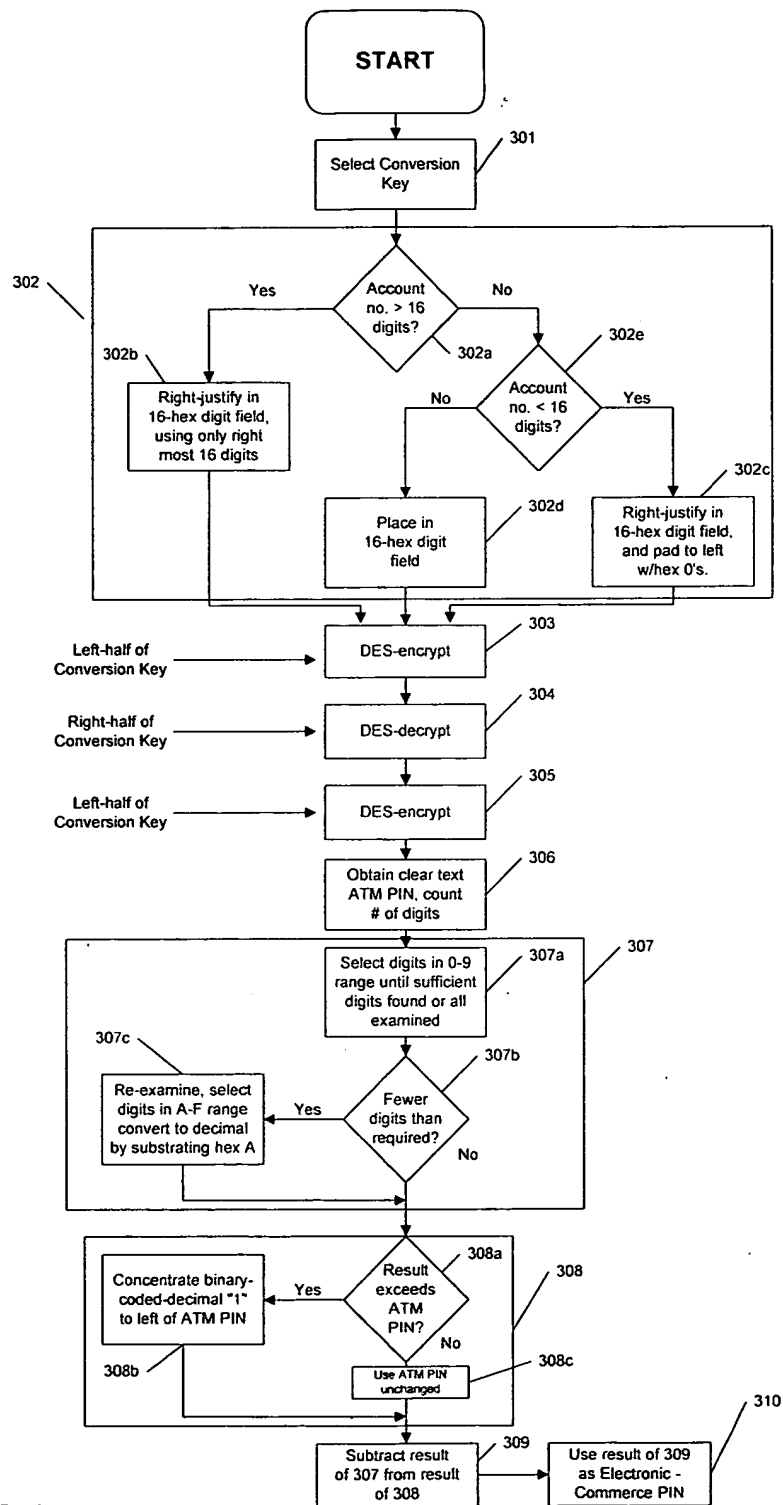 START
301
Select Conversion
Key
302
Account
no. > 16
digits?
Yes
No
302a
302e
302b
Right-justify in
16-hex digit field,
using only right
most 16 digits
Account
no. < 16
digits?
No
Yes
302c
302d
Place in
16-hex digit
field
Right-justify in
16-hex digit field,
and pad to left
w/hex 0's.
303
Left-half of
Conversion Key
DES-encrypt
304
Right-half of
Conversion Key
DES-decrypt
305
Left-half of
Conversion Key
DES-encrypt
306
Obtain clear text
ATM PIN, count
# of digits
307
307a
Select digits in 0-9
range until sufficient
digits found or all
examined
307c
307b
Re-examine, select
digits in A-F range
convert to decimal
by substrating hex A
Yes
Fewer
digits than
required?
No
308a
308
Concentrate binary-
coded-decimal "1"
to left of ATM PIN
Yes
Result
exceeds
ATM
PIN?
No
308b
308c
Use ATM PIN
unchanged
309
310
Subtract result
of 307 from result
of 308
Use result of 309
as Electronic -
Commerce PIN